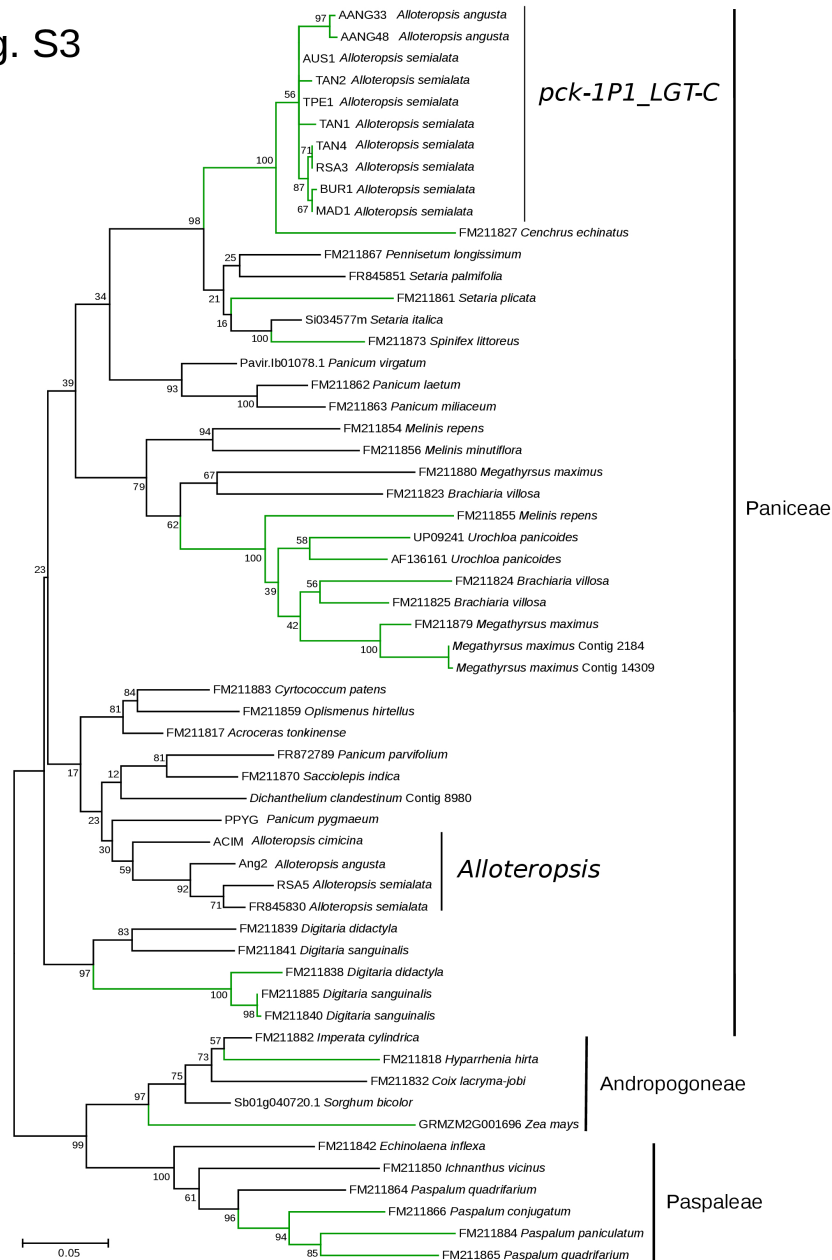 g. S3
97
AANG33 Alloteropsis angusta
AANG48 Alloteropsis angusta
AUS1 Alloteropsis semialata
TAN2 Alloteropsis semialata
pck-1P1_LGT-C
56
TPE1 Alloteropsis semialata
TAN1 Alloteropsis semialata
71
TAN4 Alloteropsis semialata
100
RSA3 Alloteropsis semialata
87
BUR1 Alloteropsis semialata
67
MAD1 Alloteropsis semialata
98
FM211827 Cenchrus echinatus
25
FM211867 Pennisetum longissimum
FR845851 Setaria palmifolia
34
21
FM211861 Setaria plicata
16
Si034577m Setaria italica
100
FM211873 Spinifex littoreus
Pavir.Ib01078.1 Panicum virgatum
39
93
FM211862 Panicum laetum
100
FM211863 Panicum miliaceum
94
FM211854 Melinis repens
FM211856 Melinis minutiflora
79
67
FM211880 Megathyrsus maximus
FM211823 Brachiaria villosa
Paniceae
62
FM211855 Melinis repens
58
UP09241 Urochloa panicoides
100
AF136161 Urochloa panicoides
23
39
56
FM211824 Brachiaria villosa
FM211825 Brachiaria villosa
42
FM211879 Megathyrsus maximus
100
Megathyrsus maximus Contig 2184
Megathyrsus maximus Contig 14309
84
FM211883 Cyrtococcum patens
81
FM211859 Oplismenus hirtellus
FM211817 Acroceras tonkinense
17
81
FR872789 Panicum parvifolium
12
FM211870 Sacciolepis indica
Dichanthelium clandestinum Contig 8980
23
PPYG Panicum pygmaeum
30
ACIM Alloteropsis cimicina
59
Ang2 Alloteropsis angusta
Alloteropsis
92
RSA5 Alloteropsis semialata
71
FR845830 Alloteropsis semialata
83
FM211839 Digitaria didactyla
FM211841 Digitaria sanguinalis
97
FM211838 Digitaria didactyla
100
FM211885 Digitaria sanguinalis
98
FM211840 Digitaria sanguinalis
57
FM211882 Imperata cylindrica
73
FM211818 Hyparrhenia hirta
75
FM211832 Coix lacryma-jobi
Andropogoneae
97
Sb01g040720.1 Sorghum bicolor
GRMZM2G001696 Zea mays
99
FM211842 Echinolaena inflexa
100
FM211850 Ichnanthus vicinus
61
FM211864 Paspalum quadrifarium
Paspaleae
96
FM211866 Paspalum conjugatum
94
FM211884 Paspalum paniculatum
85
FM211865 Paspalum quadrifarium
0.05